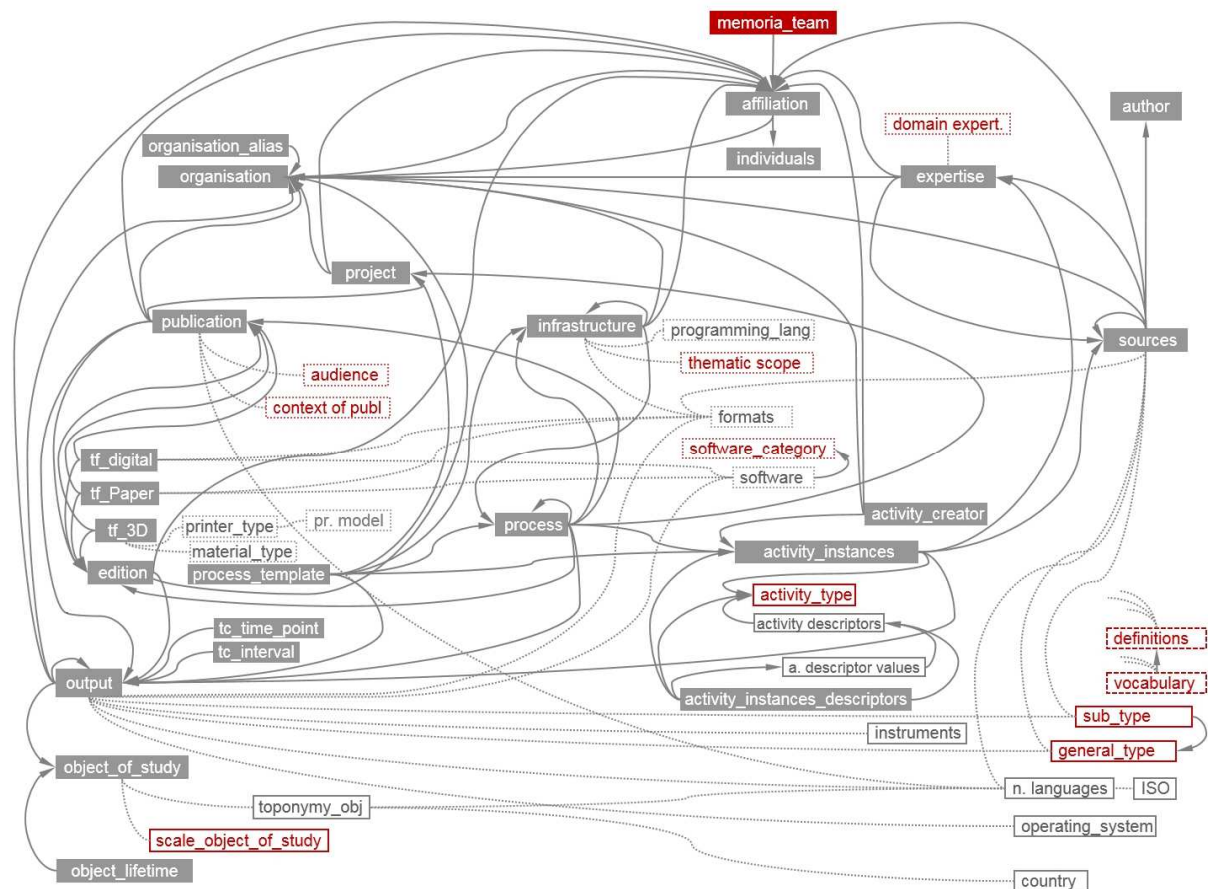 memoria_team
affiliation
author
domain expert.
organisation_alias
individuals
organisation
expertise
project
publication
infrastructure
programming_lang
sources
thematic scope
audience
context of publ
formats
software_category
tf_digital
software
tf_Paper
activity_creator
printer_type
pr. model
process
tf_3D
material_type
activity_instances
edition
process_template
activity_type
activity descriptors
tc_time_point
definitions
tc_interval
a. descriptor values
output
vocabulary
activity_instances_descriptors
sub_type
instruments
general_type
object_of_study
n. languages
ISO
toponymy_obj
operating_system
scale_object_of_study
object_lifetime
country